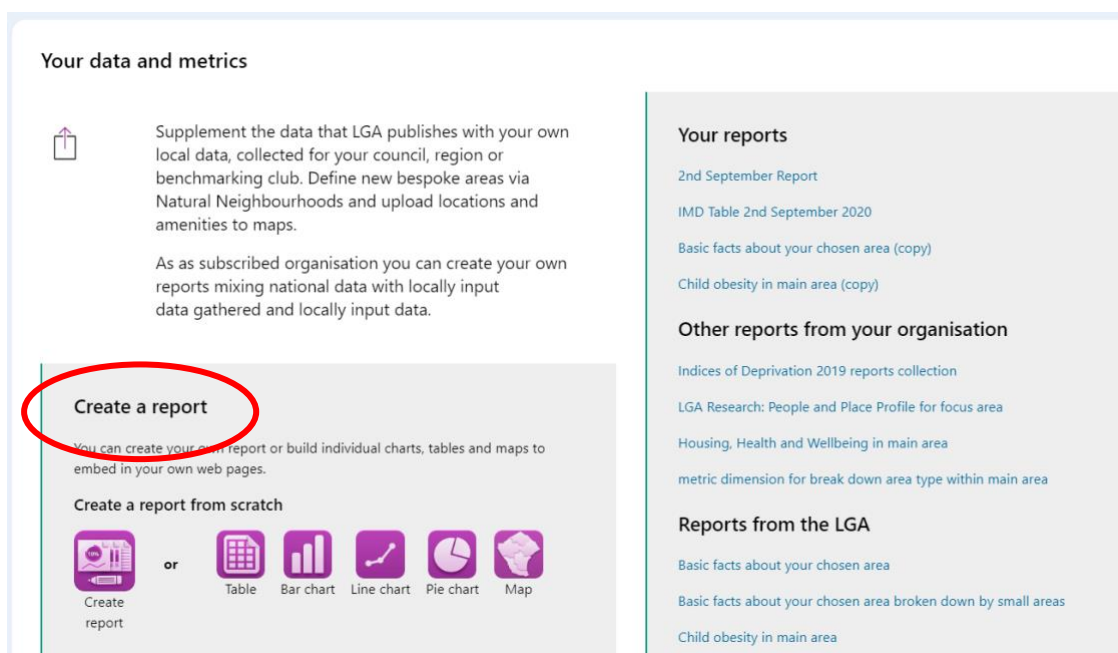 Your data and metrics
Supplement the data that LGA publishes with your own
local data, collected for your council, region or
benchmarking club. Define new bespoke areas via
Natural Neighbourhoods and upload locations and
amenities to maps.
As as subscribed organisation you can create your own
reports mixing national data with locally input
data gathered and locally input data.
Create a report
You can create your own report or build individual charts, tables and maps to
embed in your own web pages.
Create a report from scratch
Create
report
or
Table
Bar chart
Line chart
Pie chart
Map
Your reports
2nd September Report
IMD Table 2nd September 2020
Basic facts about your chosen area (copy)
Child obesity in main area (copy)
Other reports from your organisation
Indices of Deprivation 2019 reports collection
LGA Research: People and Place Profile for focus area
Housing, Health and Wellbeing in main area
metric dimension for break down area type within main area
Reports from the LGA
Basic facts about your chosen area
Basic facts about your chosen area broken down by small areas
Child obesity in main area